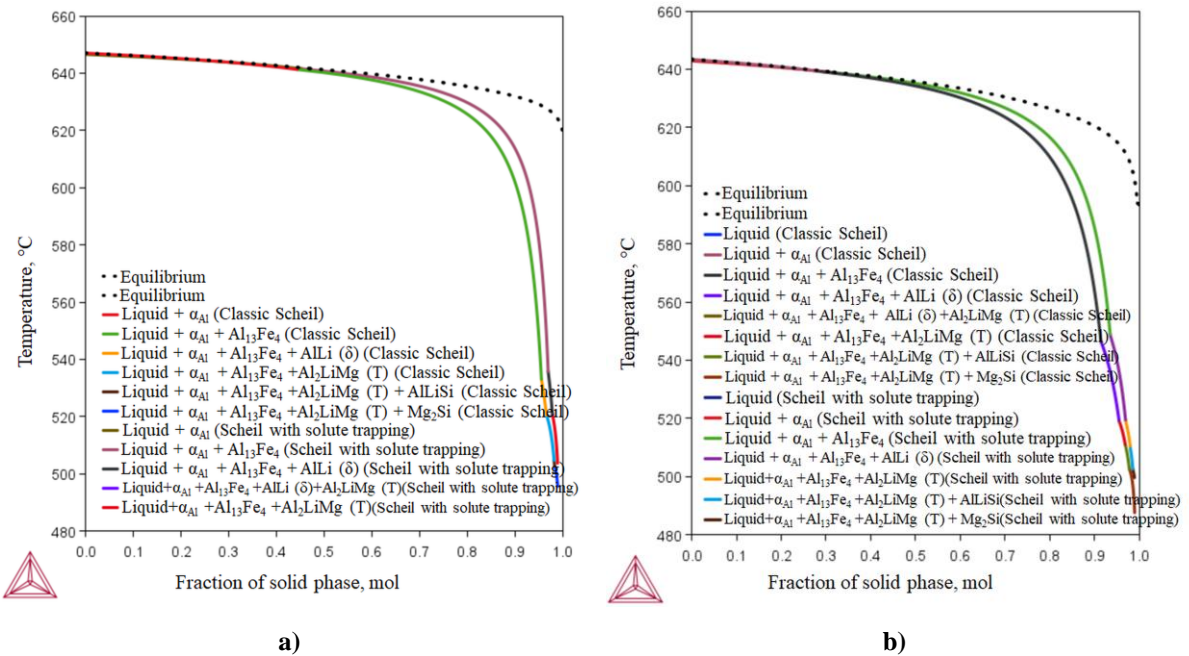 660
640
620
600
580
560
540
520
500
480
Temperature, °C
Equilibrium
Equilibrium
Liquid + αAl (Classic Scheil)
Liquid + αAl + Al13Fe4 (Classic Scheil)
Liquid + αAl + Al13Fe4 + AlLi (δ) (Classic Scheil)
Liquid + αAl + Al13Fe4 +Al2LiMg (T) (Classic Scheil)
Liquid + αAl + Al13Fe4 +Al2LiMg (T) + AlLiSi (Classic Scheil)
Liquid + αAl + Al13Fe4 +Al2LiMg (T) + Mg2Si (Classic Scheil)
Liquid + αAl (Scheil with solute trapping)
Liquid + αAl + Al13Fe4 (Scheil with solute trapping)
Liquid + αAl + Al13Fe4 + AlLi (δ) (Scheil with solute trapping)
Liquid+αAl +Al13Fe4 +AlLi (δ)+Al2LiMg (T)(Scheil with solute trapping)
Liquid+αAl +Al13Fe4 +Al2LiMg (T)(Scheil with solute trapping)
0.0 0.1 0.2 0.3 0.4 0.5 0.6 0.7 0.8 0.9 1.0
Fraction of solid phase, mol
a)
660
640
620
600
580
560
540
520
500
480
Temperature, °C
Equilibrium
Equilibrium
Liquid (Classic Scheil)
Liquid + αAl (Classic Scheil)
Liquid + αAl + Al13Fe4 (Classic Scheil)
Liquid + αAl + Al13Fe4 + AlLi (δ) (Classic Scheil)
Liquid + αAl + Al13Fe4 + AlLi (δ) +Al2LiMg (T) (Classic Scheil)
Liquid + αAl + Al13Fe4 +Al2LiMg (T) (Classic Scheil)
Liquid + αAl + Al13Fe4 +Al2LiMg (T) + AlLiSi (Classic Scheil)
Liquid + αAl + Al13Fe4 +Al2LiMg (T) + Mg2Si (Classic Scheil)
Liquid (Scheil with solute trapping)
Liquid + αAl (Scheil with solute trapping)
Liquid + αAl + Al13Fe4 (Scheil with solute trapping)
Liquid + αAl + Al13Fe4 + AlLi (δ) (Scheil with solute trapping)
Liquid+αAl +Al13Fe4 +Al2LiMg (T)(Scheil with solute trapping)
Liquid+αAl +Al13Fe4 +Al2LiMg (T) + AlLiSi(Scheil with solute trapping)
Liquid+αAl +Al13Fe4 +Al2LiMg (T) + Mg2Si(Scheil with solute trapping)
0.0 0.1 0.2 0.3 0.4 0.5 0.6 0.7 0.8 0.9 1.0
Fraction of solid phase, mol
b)